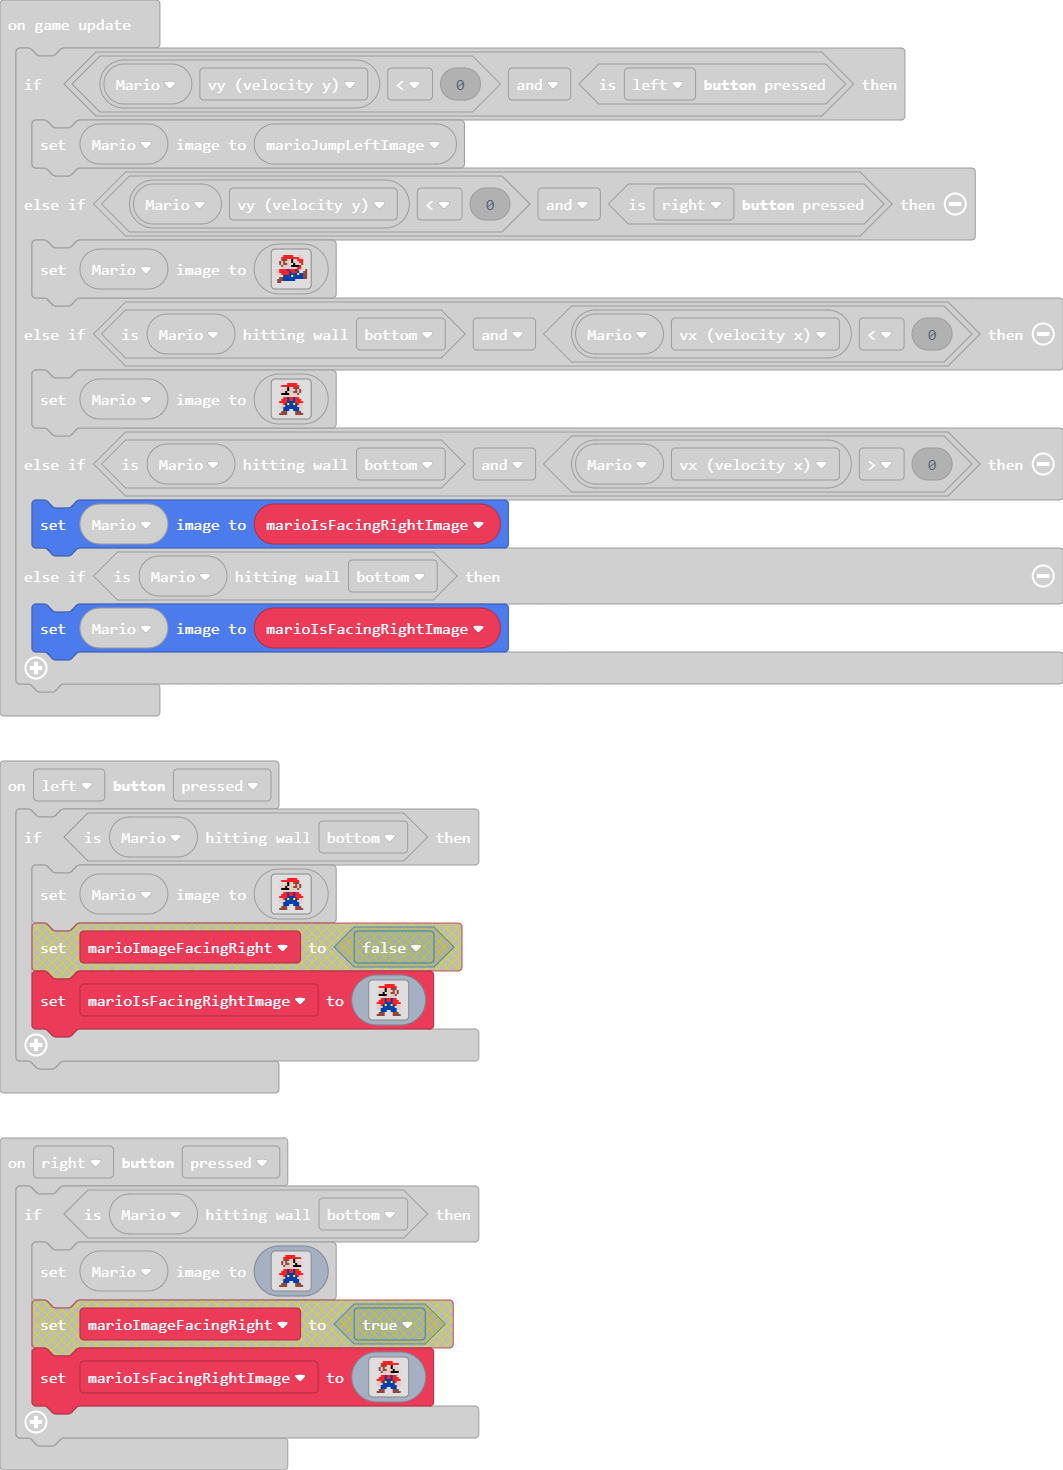 on game update
if Mario vy (velocity y) < 0 and is left button pressed then
set Mario image to marioJumpLeftImage
else if Mario vy (velocity y) < 0 and is right button pressed then
set Mario image to
else if is Mario hitting wall bottom and Mario vx (velocity x) < 0 then
set Mario image to
else if is Mario hitting wall bottom and Mario vx (velocity x) > 0 then
set Mario image to marioIsFacingRightImage
else if is Mario hitting wall bottom then
set Mario image to marioIsFacingRightImage
on left button pressed
if is Mario hitting wall bottom then
set Mario image to
set marioImageFacingRight to false
set marioIsFacingRightImage to
on right button pressed
if is Mario hitting wall bottom then
set Mario image to
set marioImageFacingRight to true
set marioIsFacingRightImage to